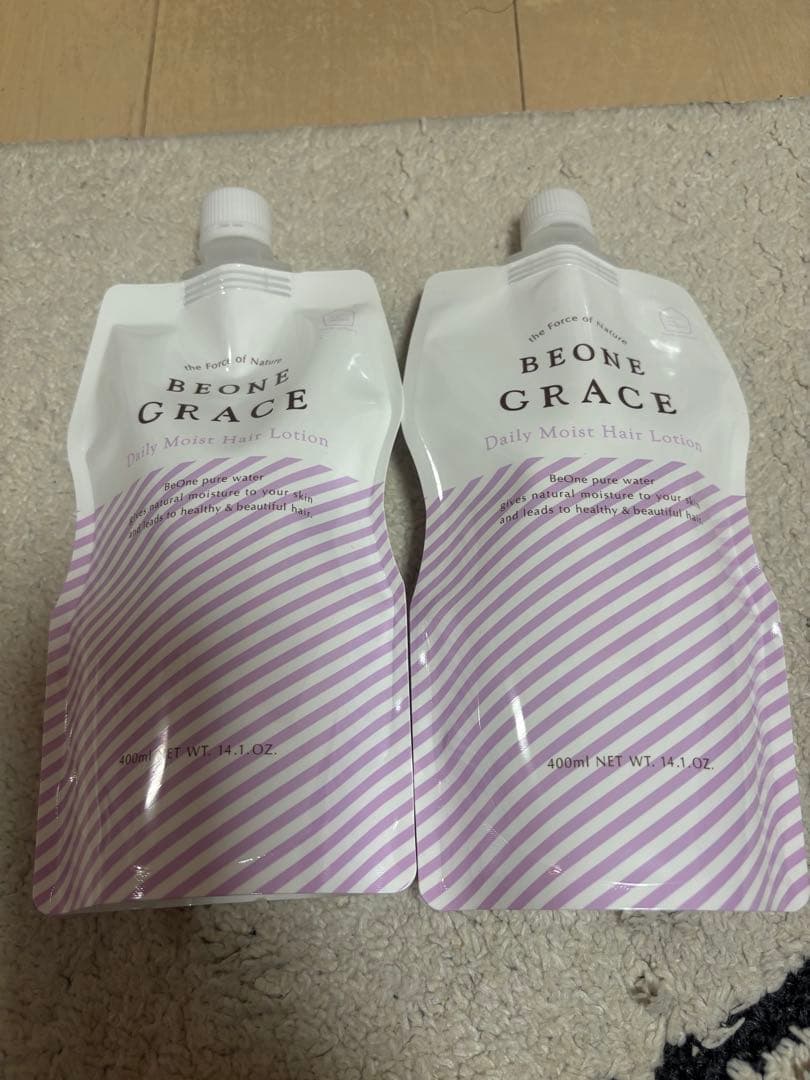 the Force of Nature
BEONE
GRACE
Daily Moist Hair Lotion
BeOne pure water
gives natural moisture to your skin
and leads to healthy & beautiful hair.
400ml NET WT. 14.1.OZ.
the Force of Nature
BEONE
GRACE
Daily Moist Hair Lotion
BeOne pure water
gives natural moisture to your skin
and leads to healthy & beautiful hair.
400ml NET WT. 14.1.OZ.